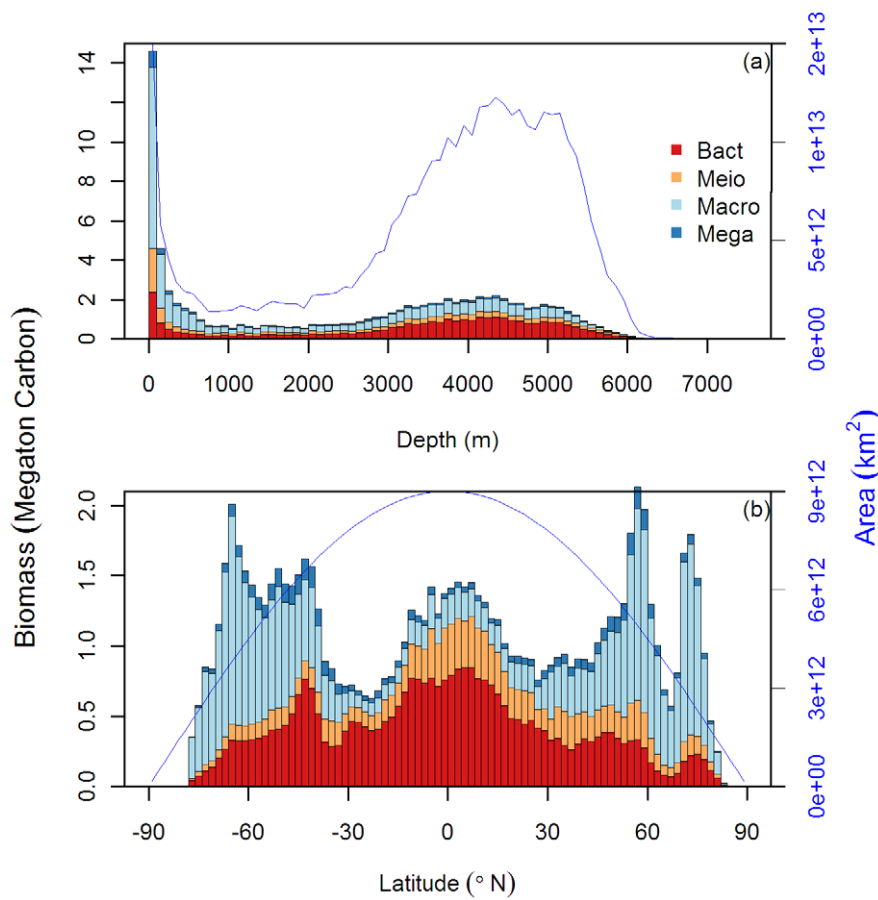 (a)
14
10
8
6
4
2
0
2e+13
1e+13
5e+12
0e+00
Bact
Meio
Macro
Mega
0 1000 2000 3000 4000 5000 6000 7000
Depth (m)
Biomass (Megaton Carbon)
Area (km²)
(b)
2.0
1.5
1.0
0.5
0.0
9e+12
6e+12
3e+12
0e+00
-90 -60 -30 0 30 60 90
Latitude (° N)